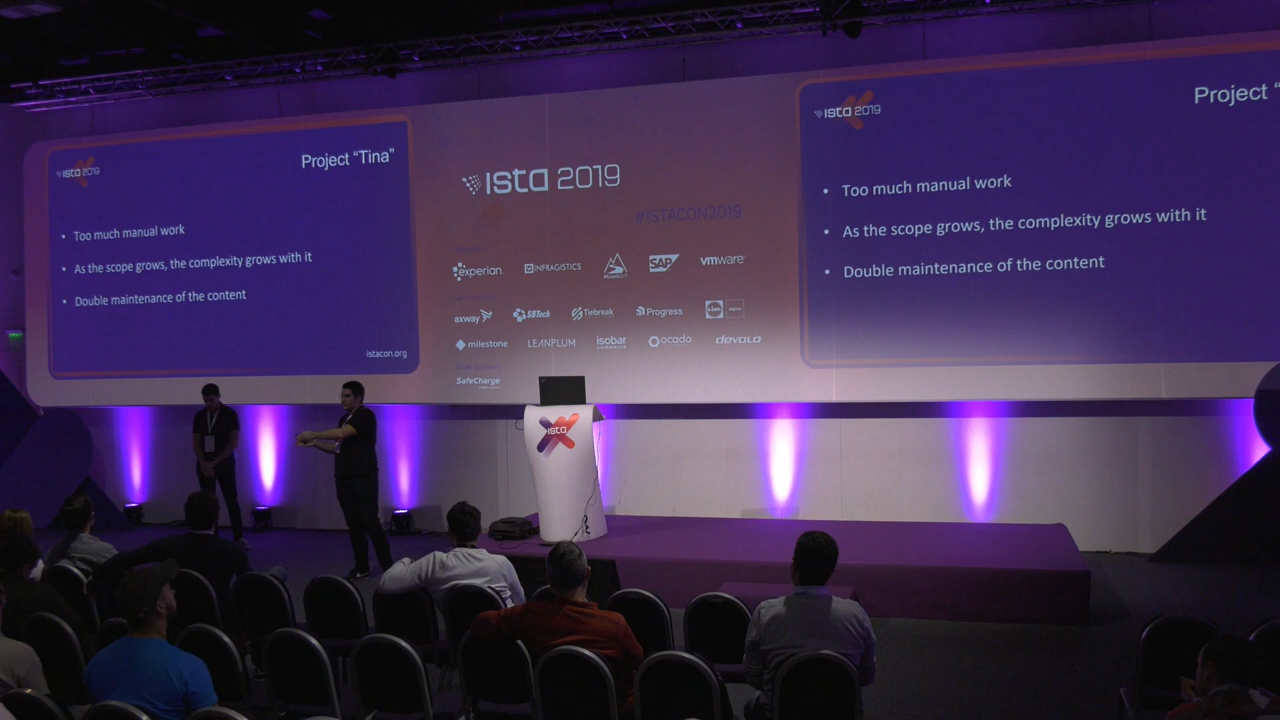 ista 2019
Project “Tina”
• Too much manual work
• As the scope grows, the complexity grows with it
• Double maintenance of the content
istacon.org
ista 2019
#ISTACON2019
experian
INFRAGISTICS
SAP
vmware
axway
SBTech
Tiebreak
Progress
digital
milestone
LEANPLUM
isobar
commerce
ocado
devolo
SafeCharge
ista 2019
Project “
• Too much manual work
• As the scope grows, the complexity grows with it
• Double maintenance of the content
ista